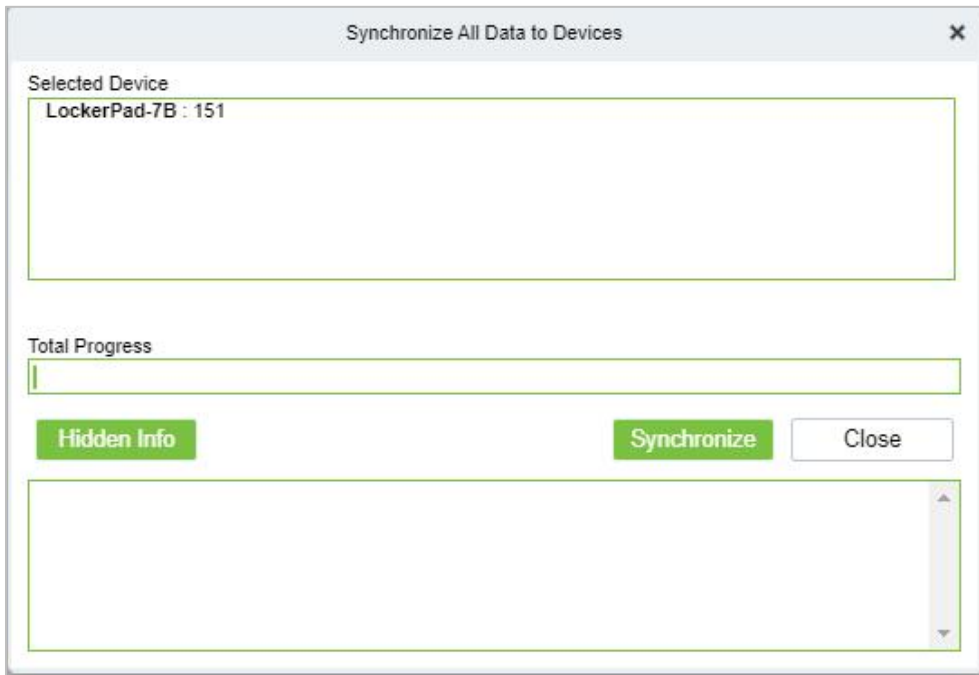 Synchronize All Data to Devices
Selected Device
LockerPad-7B : 151
Total Progress
Hidden Info
Synchronize
Close